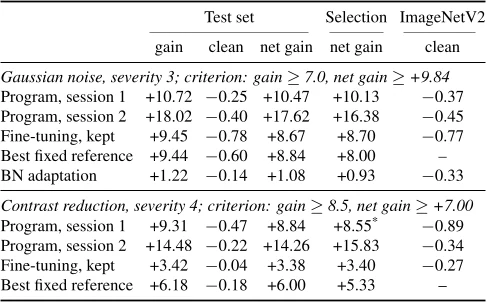 Test set Selection ImageNetV2
gain clean net gain net gain clean
Gaussian noise, severity 3; criterion: gain ≥ 7.0, net gain ≥ +9.84
Program, session 1 +10.72 −0.25 +10.47 +10.13 −0.37
Program, session 2 +18.02 −0.40 +17.62 +16.38 −0.45
Fine-tuning, kept +9.45 −0.78 +8.67 +8.70 −0.77
Best fixed reference +9.44 −0.60 +8.84 +8.00 –
BN adaptation +1.22 −0.14 +1.08 +0.93 −0.33
Contrast reduction, severity 4; criterion: gain ≥ 8.5, net gain ≥ +7.00
Program, session 1 +9.31 −0.47 +8.84 +8.55* −0.89
Program, session 2 +14.48 −0.22 +14.26 +15.83 −0.34
Fine-tuning, kept +3.42 −0.04 +3.38 +3.40 −0.27
Best fixed reference +6.18 −0.18 +6.00 +5.33 –